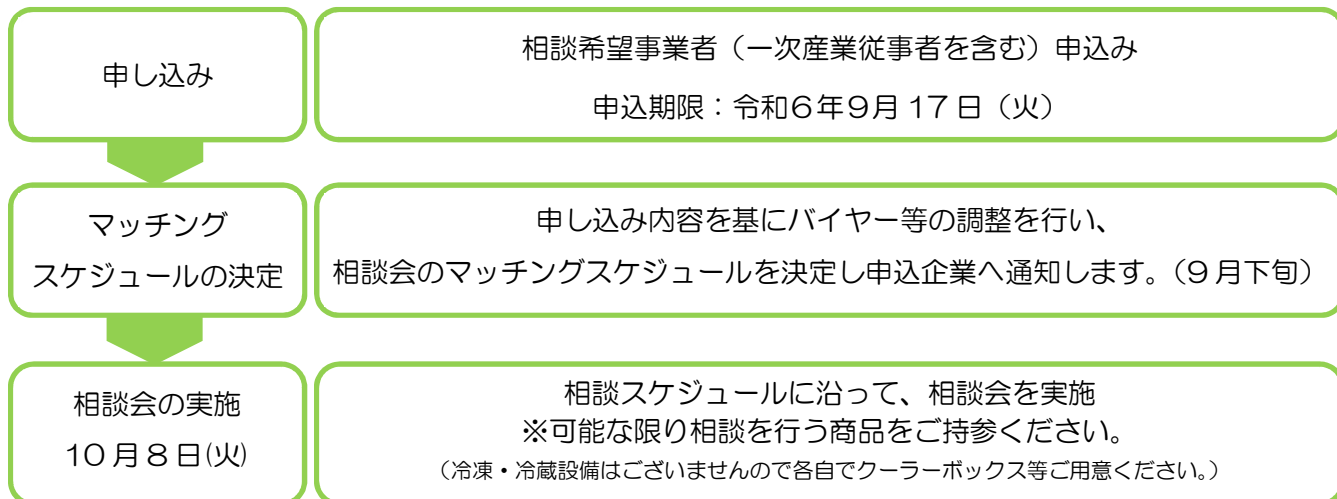 申し込み
相談希望事業者（一次産業従事者を含む）申込み
申込期限：令和６年９月 17 日（火）
マッチング
スケジュールの決定
申し込み内容を基にバイヤー等の調整を行い、
相談会のマッチングスケジュールを決定し申込企業へ通知します。（９月下旬）
相談会の実施
10 月８日(火)
相談スケジュールに沿って、相談会を実施
※可能な限り相談を行う商品をご持参ください。
（冷凍・冷蔵設備はございませんので各自でクーラーボックス等ご用意ください。）